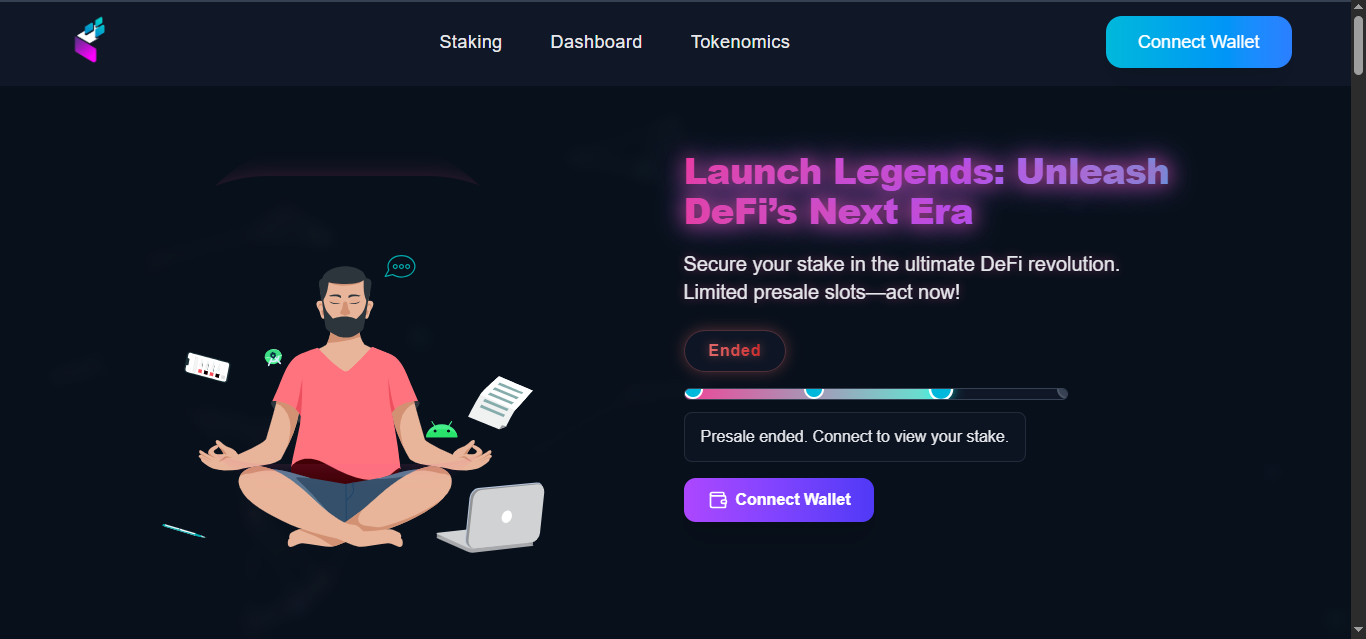 Staking
Dashboard
Tokenomics
Connect Wallet
Launch Legends: Unleash
DeFi’s Next Era
Secure your stake in the ultimate DeFi revolution.
Limited presale slots—act now!
Ended
Presale ended. Connect to view your stake.
Connect Wallet